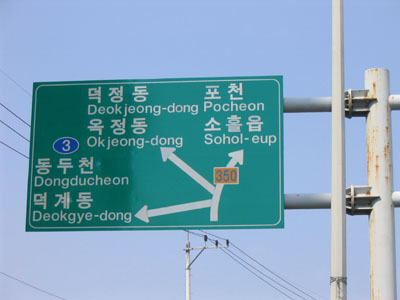 덕정동 포천
Deokjeong-dong Pocheon
옥정동 소흘읍
Okjeong-dong Sohol-eup
3
동두천
Dongducheon
350
덕계동
Deokgye-dong